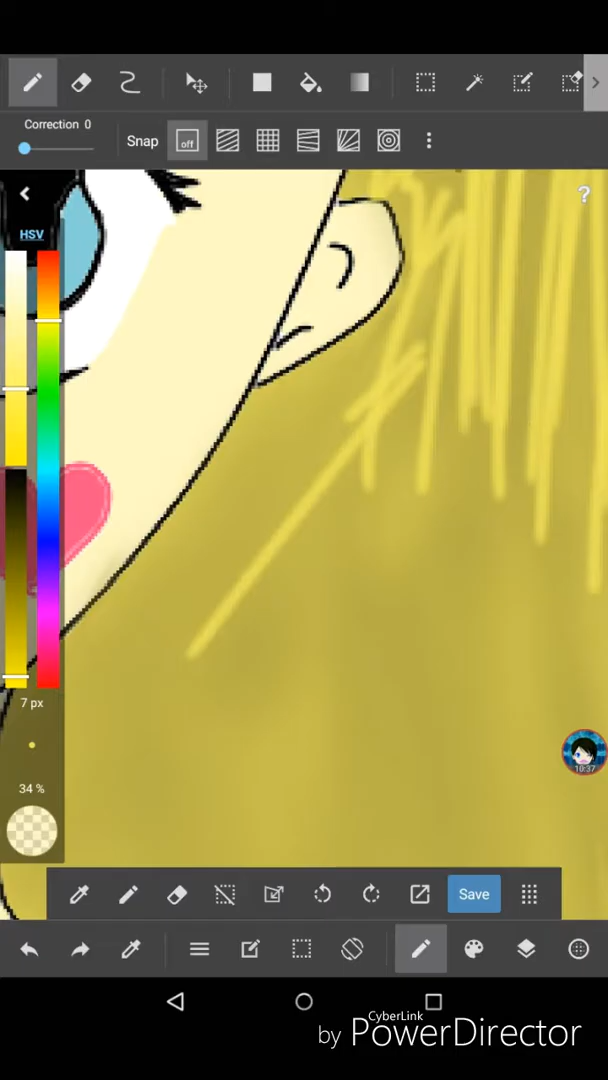 Correction 0
Snap
off
?
HSV
7 px
34 %
10:37
Save
CyberLink
by PowerDirector